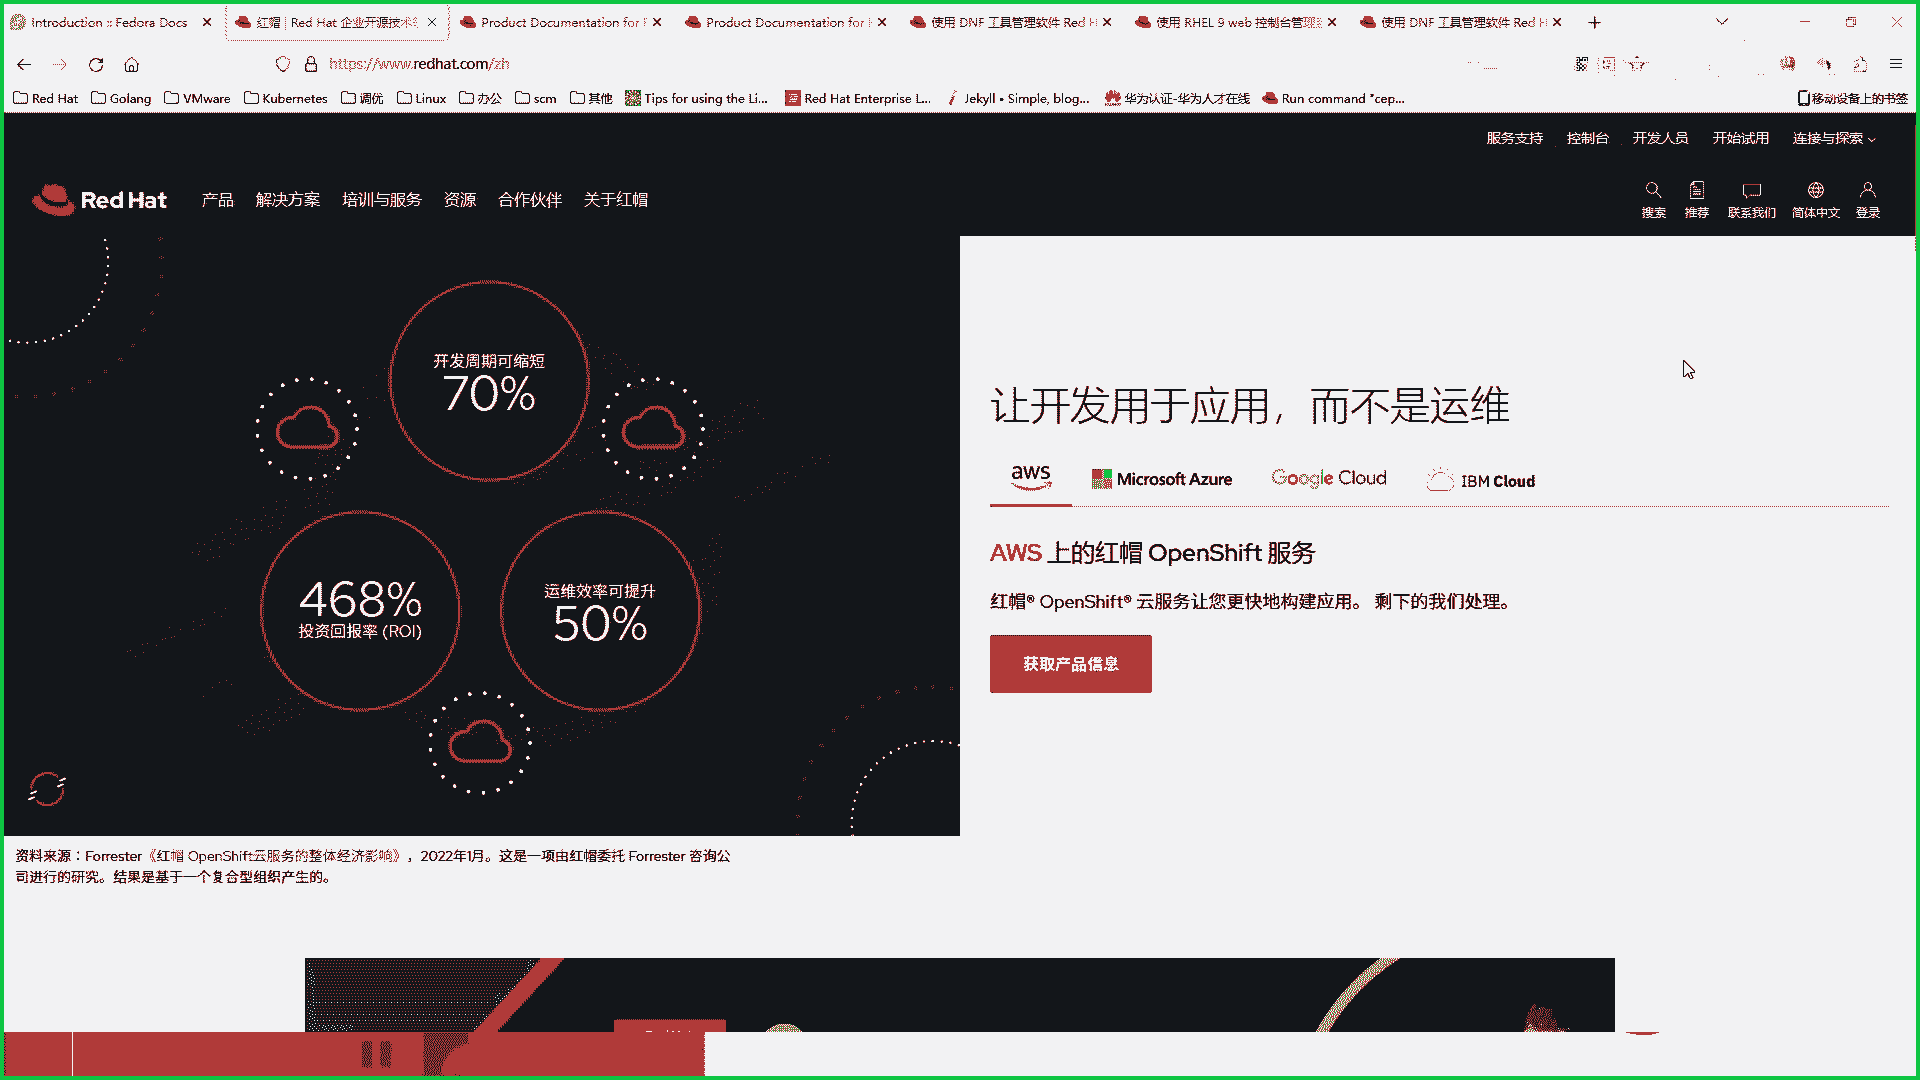 Introduction :: Fedora Docs
红帽 | Red Hat 企业开源技术
Product Documentation for
Product Documentation for
使用 DNF 工具管理软件 Red H
使用 RHEL 9 web 控制台管理
使用 DNF 工具管理软件 Red H
https://www.redhat.com/zh
Red Hat
Golang
VMware
Kubernetes
调优
Linux
办公
scm
其他
Tips for using the Li...
Red Hat Enterprise L...
Jekyll • Simple, blog...
华为认证-华为人才在线
Run command "cep...
移动设备上的书签
服务支持
控制台
开发人员
开始试用
连接与探索
Red Hat
产品
解决方案
培训与服务
资源
合作伙伴
关于红帽
搜索
推荐
联系我们
简体中文
登录
开发周期可缩短
70%
468%
投资回报率 (ROI)
运维效率可提升
50%
让开发用于应用，而不是运维
aws
Microsoft Azure
Google Cloud
IBM Cloud
AWS 上的红帽 OpenShift 服务
红帽® OpenShift® 云服务让您更快地构建应用。 剩下的我们处理。
获取产品信息
资料来源：Forrester《红帽 OpenShift云服务的整体经济影响》，2022年1月。这是一项由红帽委托 Forrester 咨询公
司进行的研究。结果是基于一个复合型组织产生的。